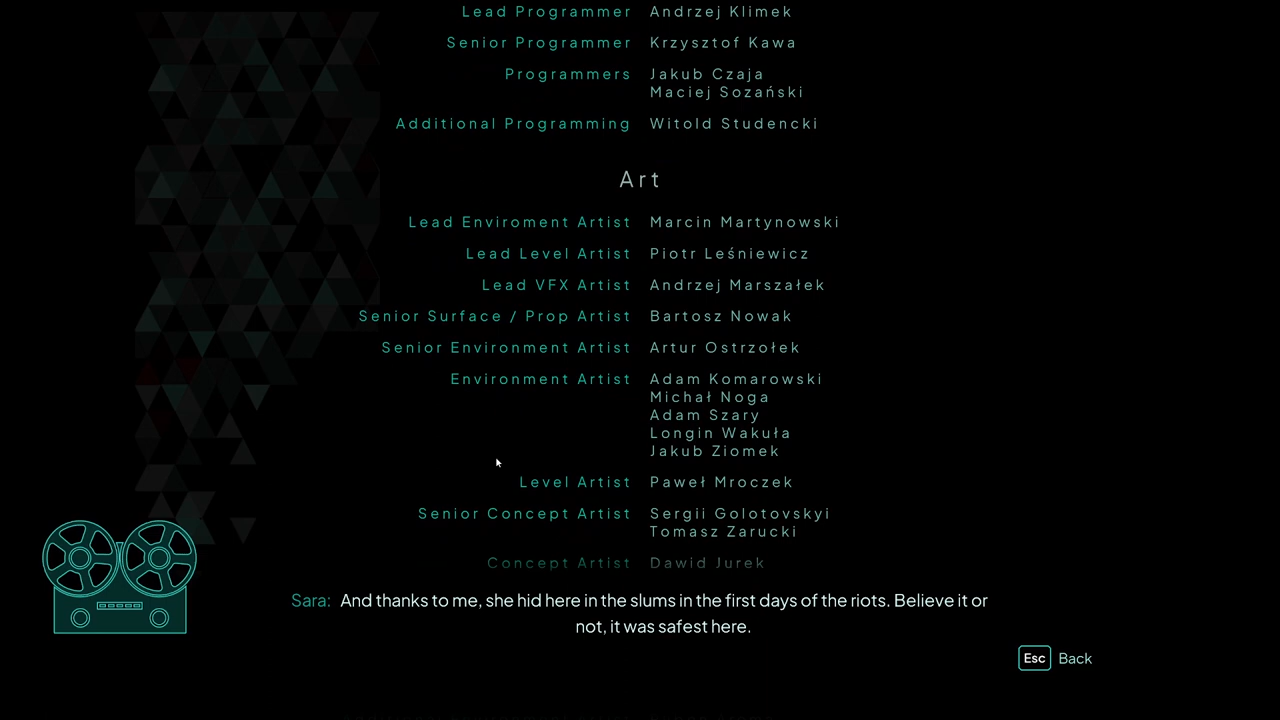 Lead Programmer Andrzej Klimek
Senior Programmer Krzysztof Kawa
Programmers Jakub Czaja
Maciej Sozański
Additional Programming Witold Studencki
Art
Lead Enviroment Artist Marcin Martynowski
Lead Level Artist Piotr Leśniewicz
Lead VFX Artist Andrzej Marszałek
Senior Surface / Prop Artist Bartosz Nowak
Senior Environment Artist Artur Ostrzołek
Environment Artist Adam Komarowski
Michał Noga
Adam Szary
Longin Wakuła
Jakub Ziomek
Level Artist Paweł Mroczek
Senior Concept Artist Sergii Golotovskyi
Tomasz Zarucki
Concept Artist Dawid Jurek
Sara: And thanks to me, she hid here in the slums in the first days of the riots. Believe it or
not, it was safest here.
Esc Back